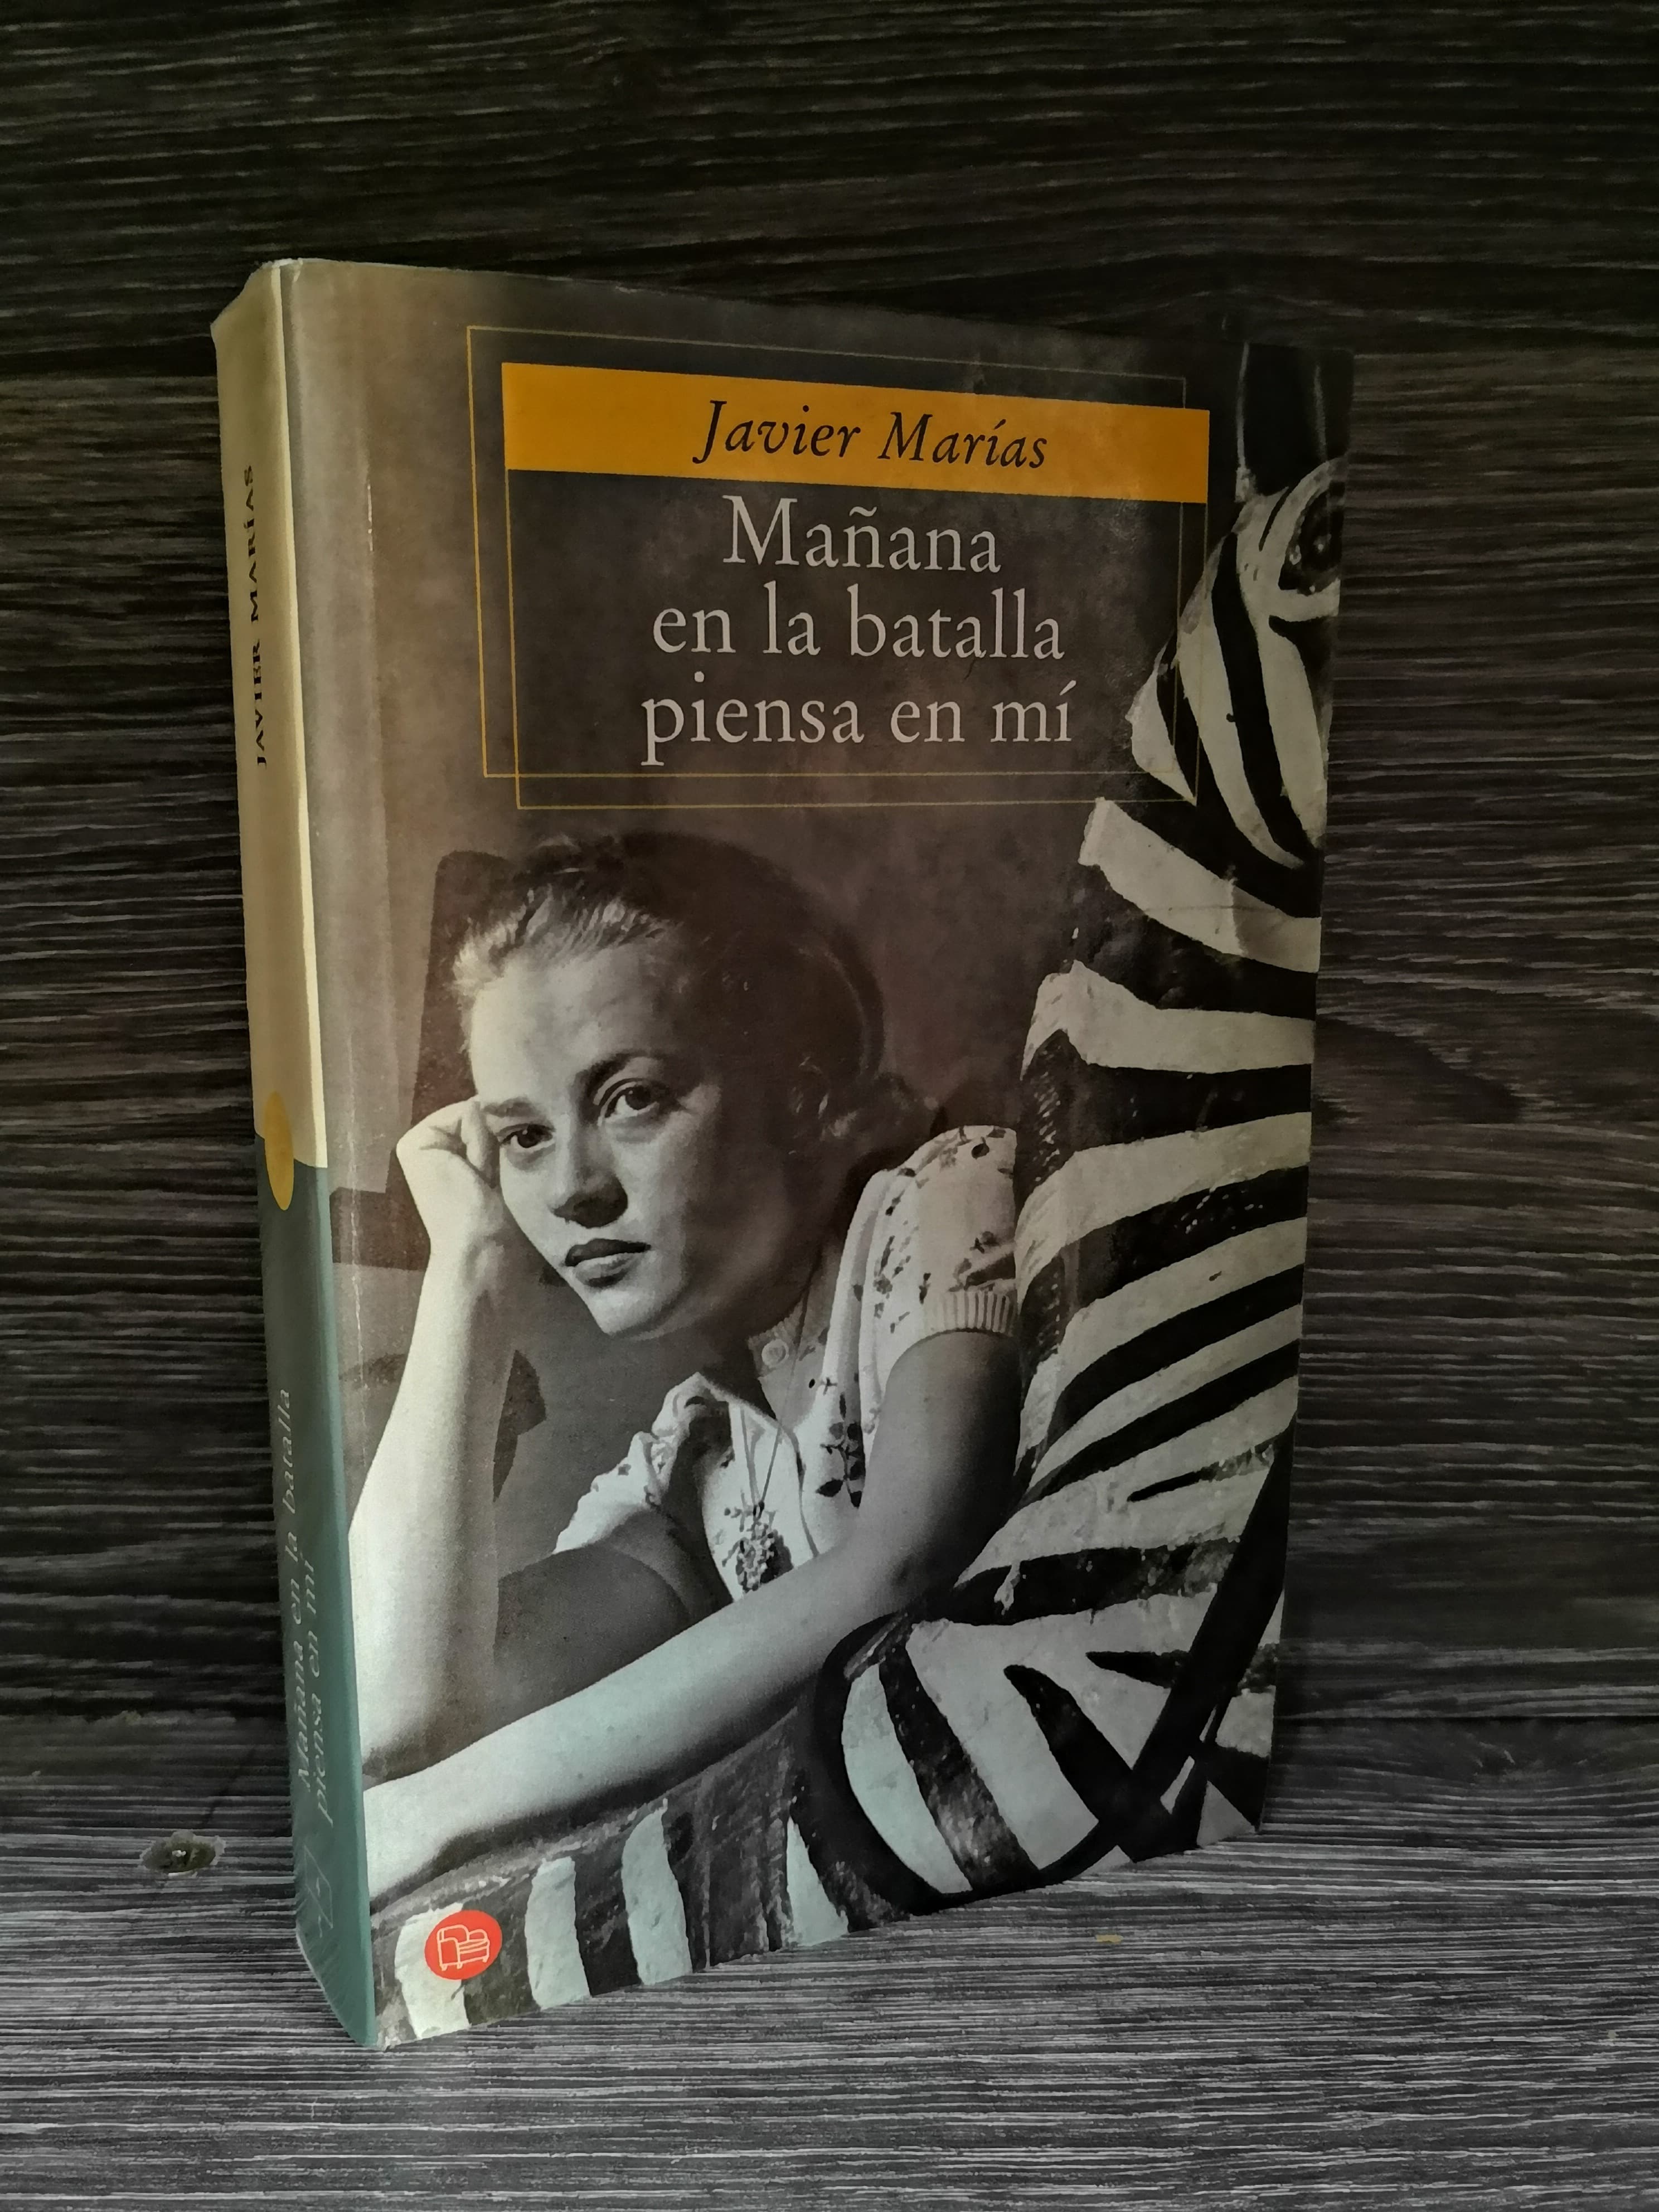 Javier Marías
Mañana
en la batalla
piensa en mí
JAVIER MARÍAS
Mañana en la batalla
piensa en mí